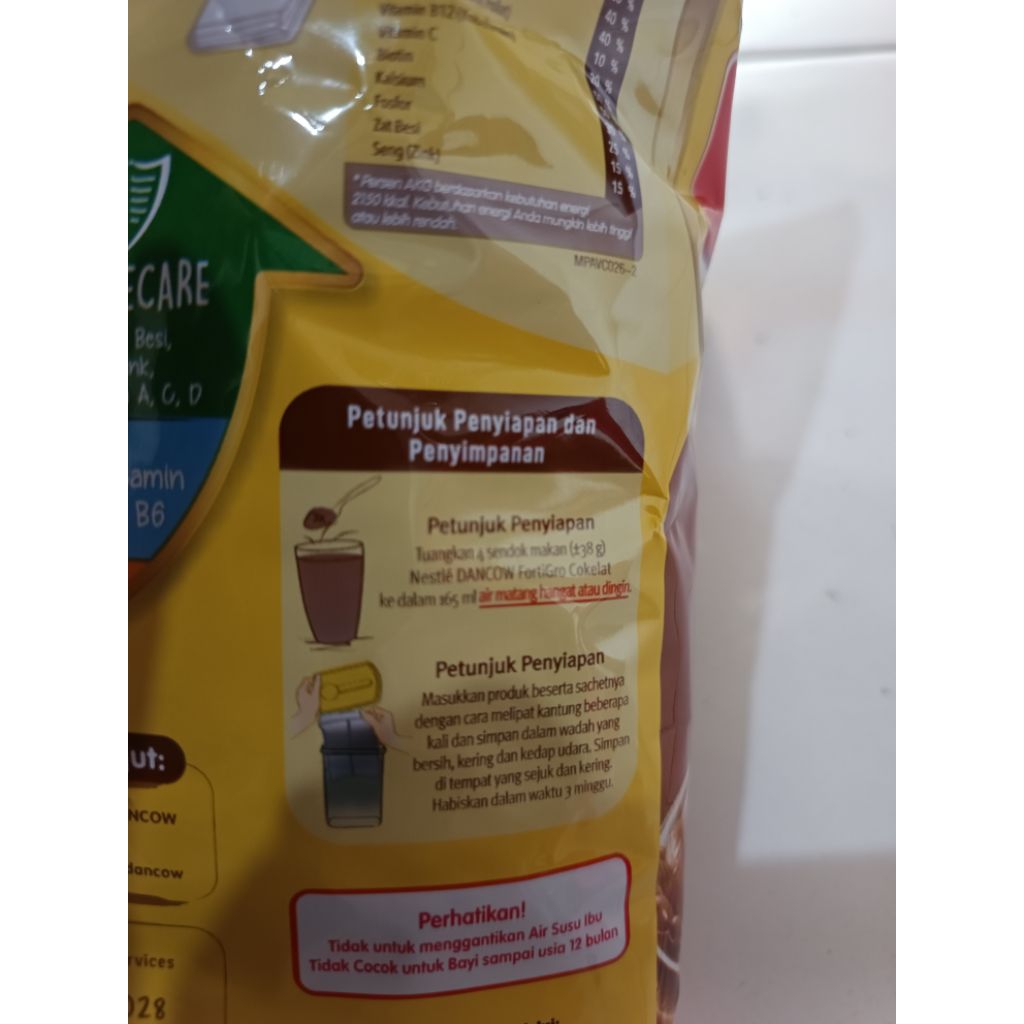 Vitamin B12
Vitamin C
Biotin
Kalsium
Fosfor
Zat Besi
Seng (Zink)
40 %
40 %
10 %
15 %
15 %
* Persen AKG berdasarkan kebutuhan energi
2150 kkal. Kebutuhan energi Anda mungkin lebih tinggi
atau lebih rendah.
MPAVC026-2
ECARE
Besi,
nk,
A, C, D
amin
B6
Petunjuk Penyiapan dan
Penyimpanan
Petunjuk Penyiapan
Tuangkan 4 sendok makan (±38 g)
Nestlé DANCOW FortiGro Cokelat
ke dalam 165 ml air matang hangat atau dingin.
Petunjuk Penyiapan
Masukkan produk beserta sachetnya
dengan cara melipat kantung beberapa
kali dan simpan dalam wadah yang
bersih, kering dan kedap udara. Simpan
di tempat yang sejuk dan kering.
Habiskan dalam waktu 3 minggu.
ut:
NCOW
dancow
rvices
028
Perhatikan!
Tidak untuk menggantikan Air Susu Ibu
Tidak Cocok untuk Bayi sampai usia 12 bulan